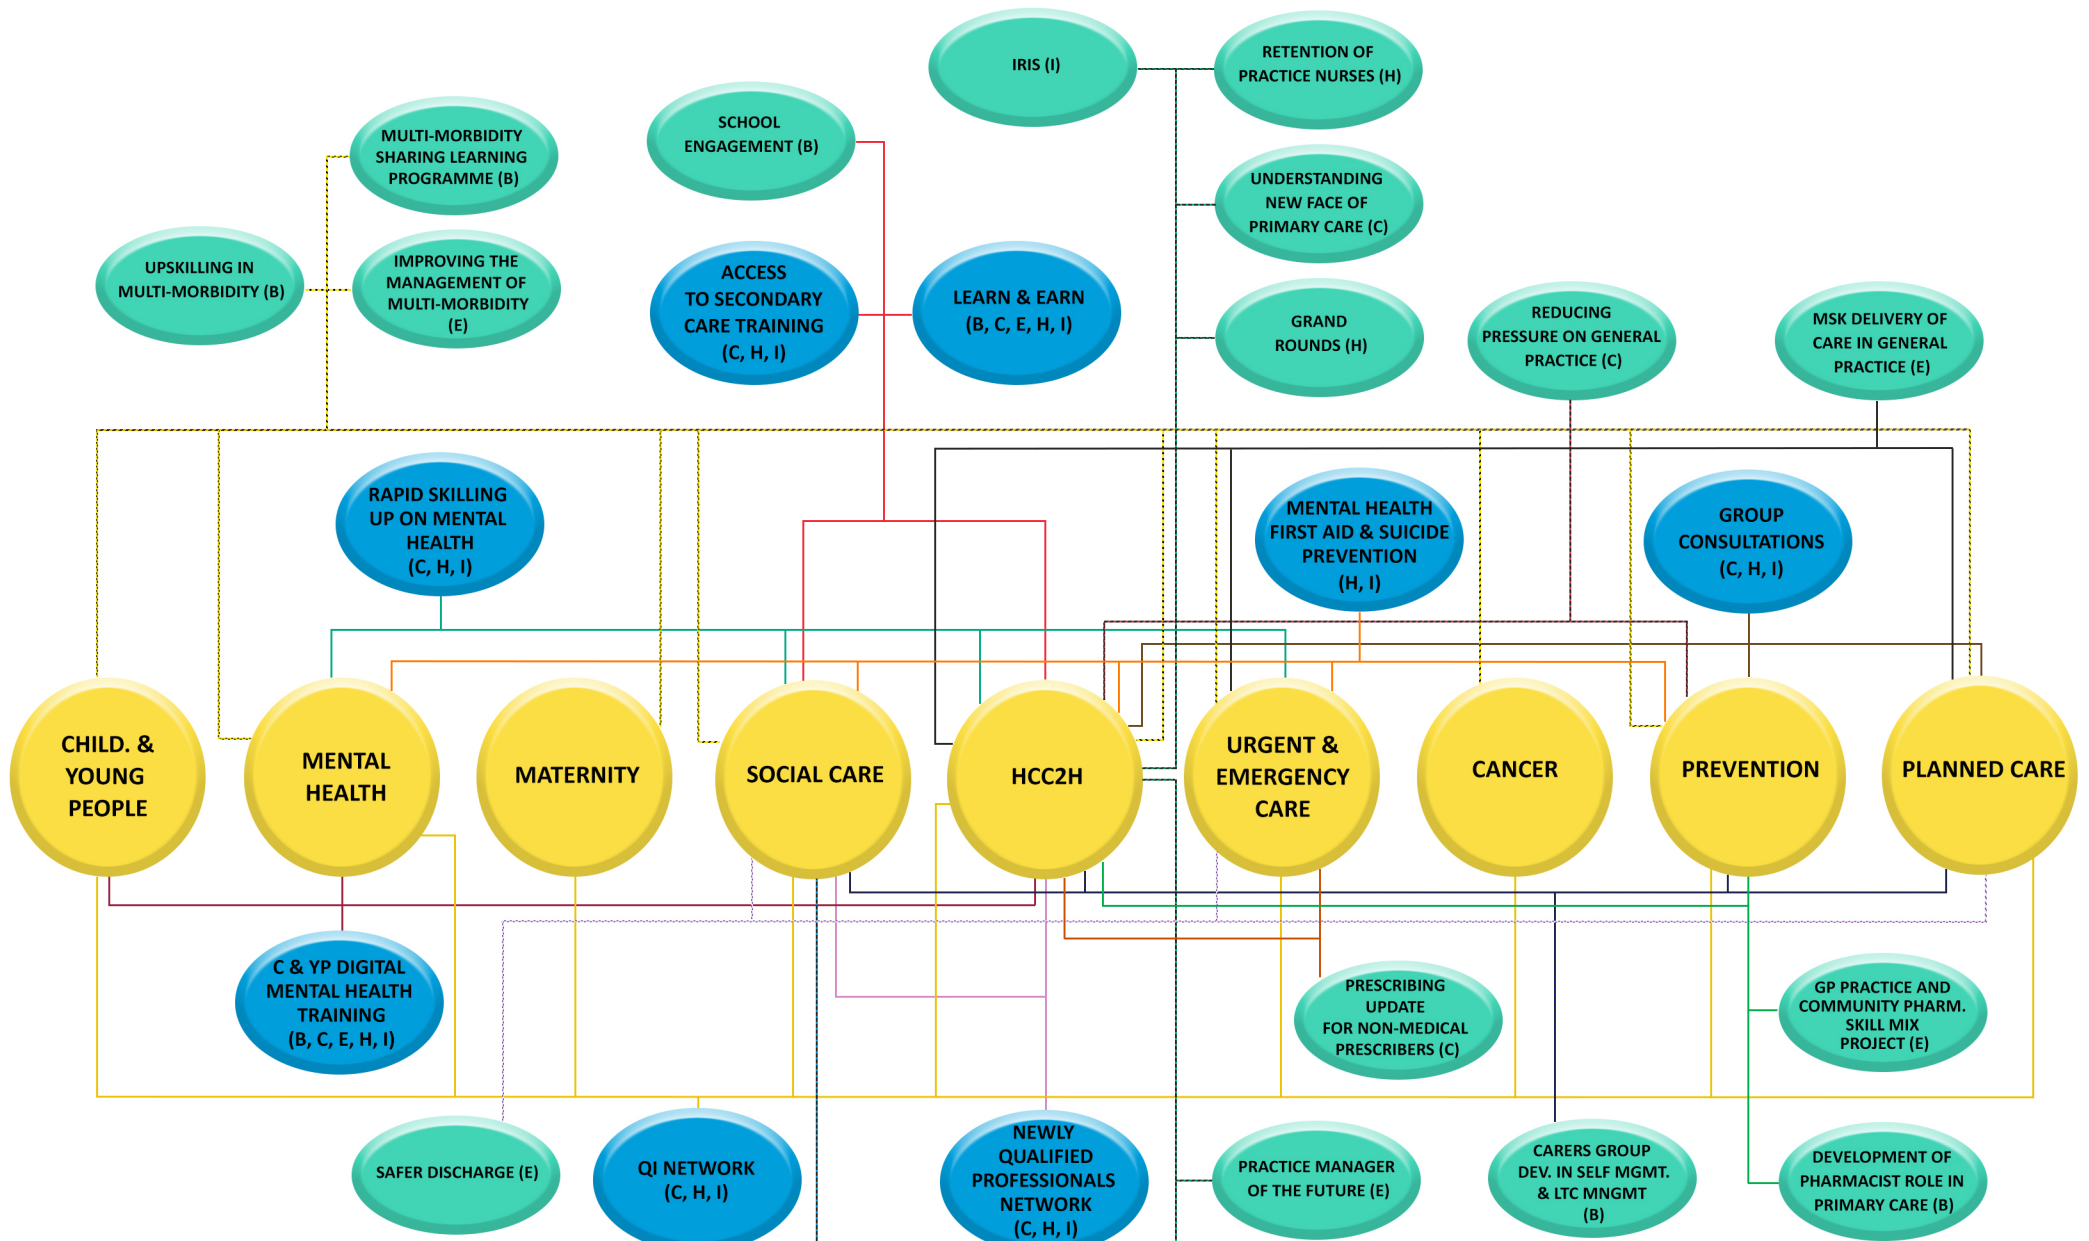 IRIS (I)
RETENTION OF
PRACTICE NURSES (H)
SCHOOL
ENGAGEMENT (B)
MULTI-MORBIDITY
SHARING LEARNING
PROGRAMME (B)
UNDERSTANDING
NEW FACE OF
PRIMARY CARE (C)
UPSKILLING IN
MULTI-MORBIDITY (B)
IMPROVING THE
MANAGEMENT OF
MULTI-MORBIDITY
(E)
ACCESS
TO SECONDARY
CARE TRAINING
(C, H, I)
LEARN & EARN
(B, C, E, H, I)
GRAND
ROUNDS (H)
REDUCING
PRESSURE ON GENERAL
PRACTICE (C)
MSK DELIVERY OF
CARE IN GENERAL
PRACTICE (E)
RAPID SKILLING
UP ON MENTAL
HEALTH
(C, H, I)
MENTAL HEALTH
FIRST AID & SUICIDE
PREVENTION
(H, I)
GROUP
CONSULTATIONS
(C, H, I)
CHILD. &
YOUNG
PEOPLE
MENTAL
HEALTH
MATERNITY
SOCIAL CARE
HCC2H
URGENT &
EMERGENCY
CARE
CANCER
PREVENTION
PLANNED CARE
C & YP DIGITAL
MENTAL HEALTH
TRAINING
(B, C, E, H, I)
PRESCRIBING
UPDATE
FOR NON-MEDICAL
PRESCRIBERS (C)
GP PRACTICE AND
COMMUNITY PHARM.
SKILL MIX
PROJECT (E)
SAFER DISCHARGE (E)
QI NETWORK
(C, H, I)
NEWLY
QUALIFIED
PROFESSIONALS
NETWORK
(C, H, I)
PRACTICE MANAGER
OF THE FUTURE (E)
CARERS GROUP
DEV. IN SELF MGMT.
& LTC MNGMT
(B)
DEVELOPMENT OF
PHARMACIST ROLE IN
PRIMARY CARE (B)